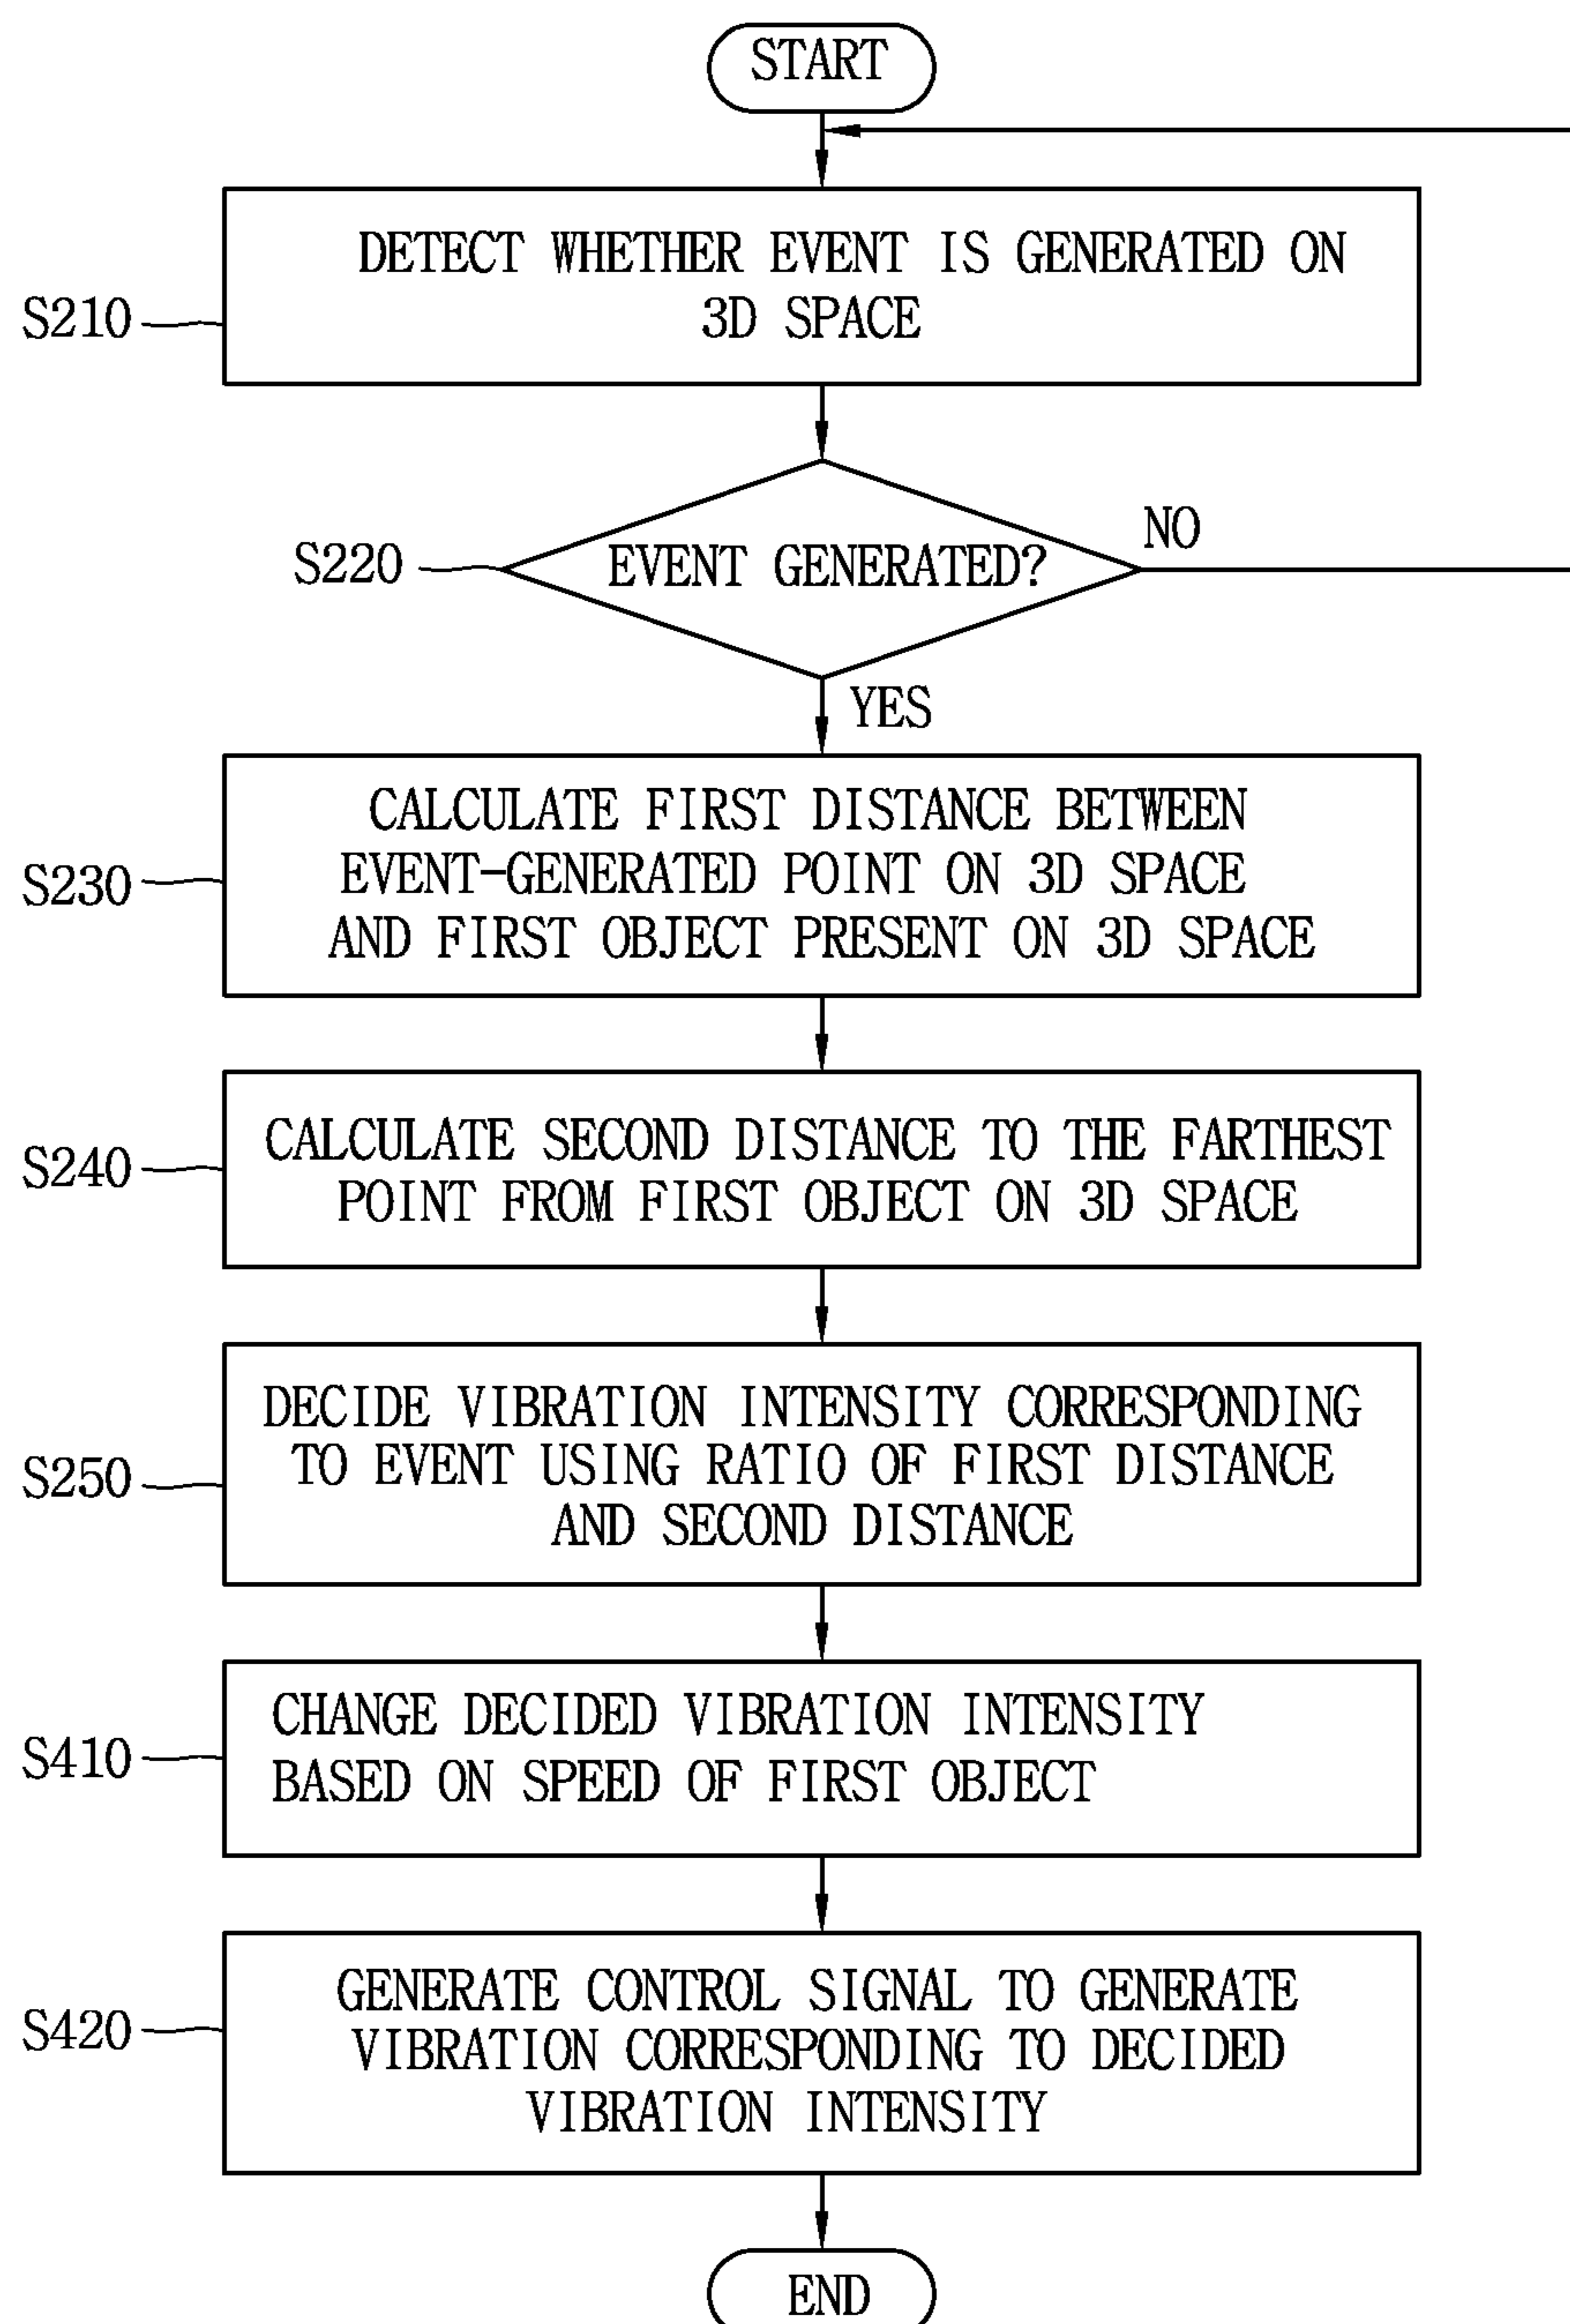 START
DETECT WHETHER EVENT IS GENERATED ON
3D SPACE
S210
S220
EVENT GENERATED?
NO
YES
CALCULATE FIRST DISTANCE BETWEEN
EVENT-GENERATED POINT ON 3D SPACE
AND FIRST OBJECT PRESENT ON 3D SPACE
S230
CALCULATE SECOND DISTANCE TO THE FARTHEST
POINT FROM FIRST OBJECT ON 3D SPACE
S240
DECIDE VIBRATION INTENSITY CORRESPONDING
TO EVENT USING RATIO OF FIRST DISTANCE
AND SECOND DISTANCE
S250
CHANGE DECIDED VIBRATION INTENSITY
BASED ON SPEED OF FIRST OBJECT
S410
GENERATE CONTROL SIGNAL TO GENERATE
VIBRATION CORRESPONDING TO DECIDED
VIBRATION INTENSITY
S420
END